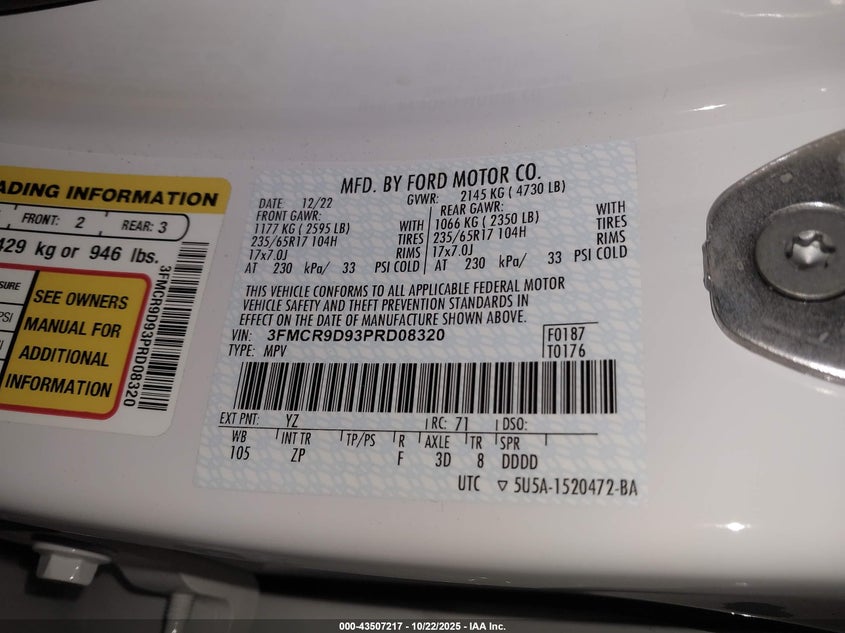 ADING INFORMATION
FRONT: 2 REAR: 3
429 kg or 946 lbs.
SURE
PSI
SEE OWNERS
MANUAL FOR
ADDITIONAL
INFORMATION
3FMCR9D93PRD08320
MFD. BY FORD MOTOR CO.
DATE 12/22 GVWR: 2145 KG ( 4730 LB)
FRONT GAWR: REAR GAWR:
1177 KG ( 2595 LB) WITH 1066 KG ( 2350 LB) WITH
235/65R17 104H TIRES 235/65R17 104H TIRES
17x7.0J RIMS 17x7.0J RIMS
AT 230 kPa/ 33 PSI COLD AT 230 kPa/ 33 PSI COLD
THIS VEHICLE CONFORMS TO ALL APPLICABLE FEDERAL MOTOR
VEHICLE SAFETY AND THEFT PREVENTION STANDARDS IN
EFFECT ON THE DATE OF MANUFACTURE SHOWN ABOVE.
VIN: 3FMCR9D93PRD08320 F0187
TYPE: MPV T0176
EXT PNT: YZ RC: 71 DSO:
WB INT TR TP/PS R AXLE TR SPR
105 ZP F 3D 8 DDDD
UTC ▽ 5U5A-1520472-BA
000-43507217 - 10/22/2025 - IAA Inc.